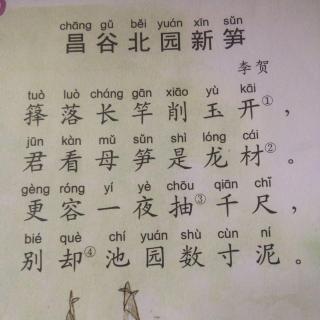 chāng gǔ běi yuán xīn sǔn
昌谷北园新笋
李贺
tuò luò cháng gān xiāo yù kāi
箨落长竿削玉开①，
jūn kàn mǔ sǔn shì lóng cái
君看母笋是龙材②。
gèng róng yí yè chōu qiān chǐ
更容一夜抽③千尺，
bié què chí yuán shù cùn ní
别却④池园数寸泥。